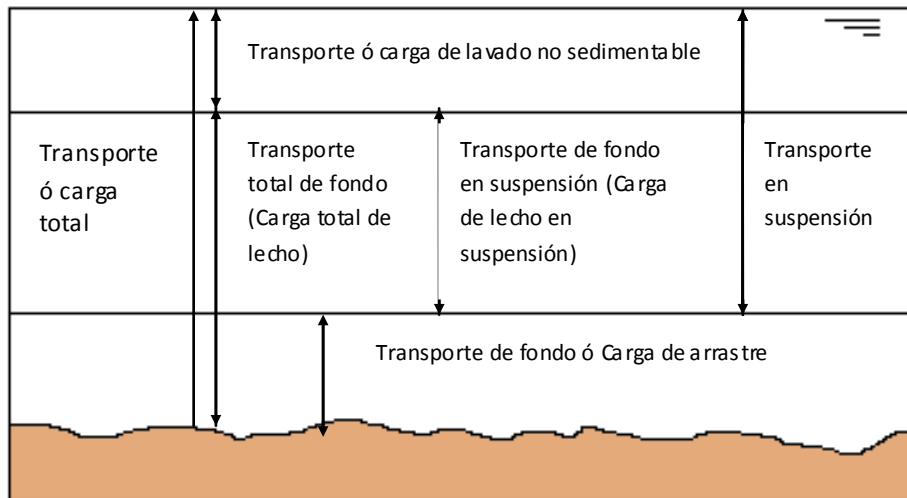 Transporte ó carga de lavado no sedimentable
Transporte
ó carga
total
Transporte
total de fondo
(Carga total de
lecho)
Transporte de fondo
en suspensión (Carga
de lecho en
suspensión)
Transporte
en
suspensión
Transporte de fondo ó Carga de arrastre